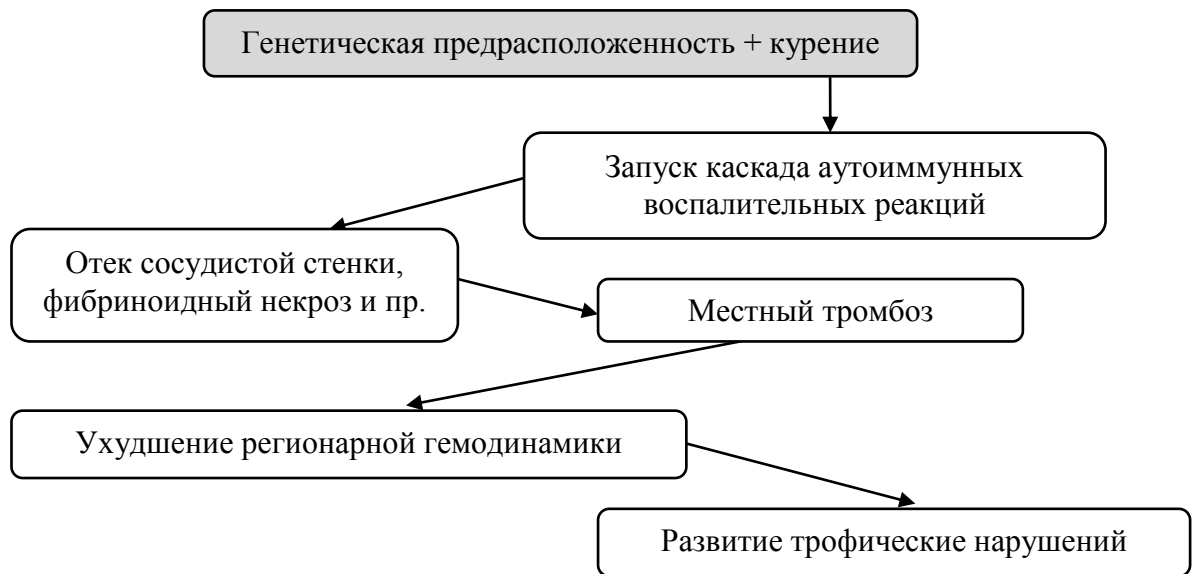 Генетическая предрасположенность + курение
Запуск каскада аутоиммунных
воспалительных реакций
Отек сосудистой стенки,
фибриноидный некроз и пр.
Местный тромбоз
Ухудшение регионарной гемодинамики
Развитие трофические нарушений